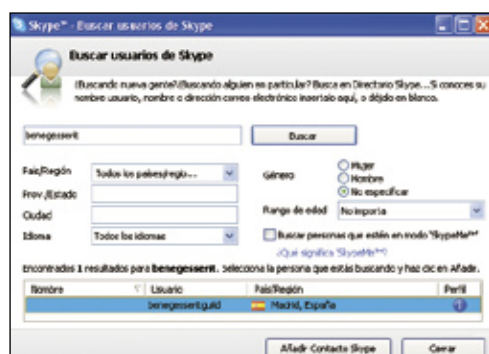 Skype™ - Buscar usuarios de Skype
Buscar usuarios de Skype
¿Buscando nueva gente?¿Buscando alguien en particular? Busca en Directorio Skype...Si conoces su
nombre usuario, nombre o dirección correo electrónico insertalo aquí, o déjalo en blanco.
benegesserit
Buscar
País/Región
Todos los países/regio...
Género
Mujer
Hombre
No especificar
Prov./Estado
Ciudad
Rango de edad
No importa
Idioma
Todos los idiomas
Buscar personas que estén en modo 'SkypeMe™'
¿Qué significa 'SkypeMe™'?
Encontrados 1 resultados para benegesserit. Selecciona la persona que estás buscando y haz clic en Añadir.
Nombre Usuario País/Región Perfil
benegesserit.guild Madrid, España
Añadir Contacto Skype Cerrar